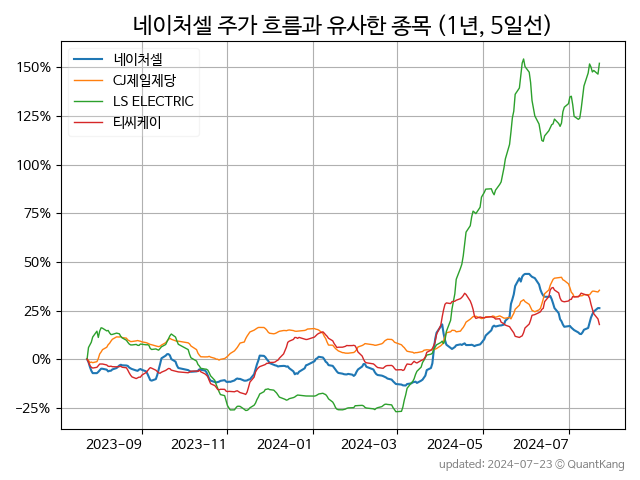 네이처셀 주가 흐름과 유사한 종목 (1년, 5일선)
네이처셀
CJ제일제당
LS ELECTRIC
티씨케이
150%
125%
100%
75%
50%
25%
0%
−25%
2023-09 2023-11 2024-01 2024-03 2024-05 2024-07
updated: 2024-07-23 © QuantKang